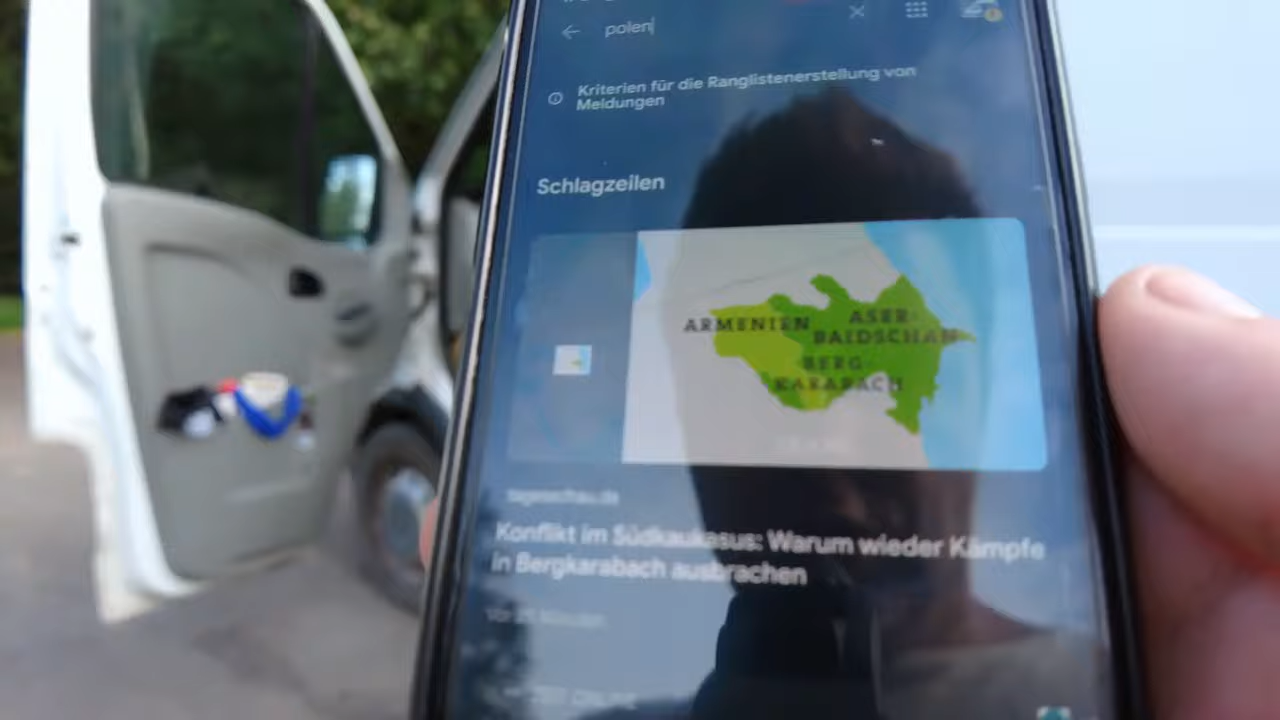 polen
Kriterien für die Ranglistenerstellung von
Meldungen
Schlagzeilen
ARMENIEN
ASER-
BAIDSCHAN
BERG
KARABACH
tagesschau.de
Konflikt im Südkaukasus: Warum wieder Kämpfe
in Bergkarabach ausbrachen